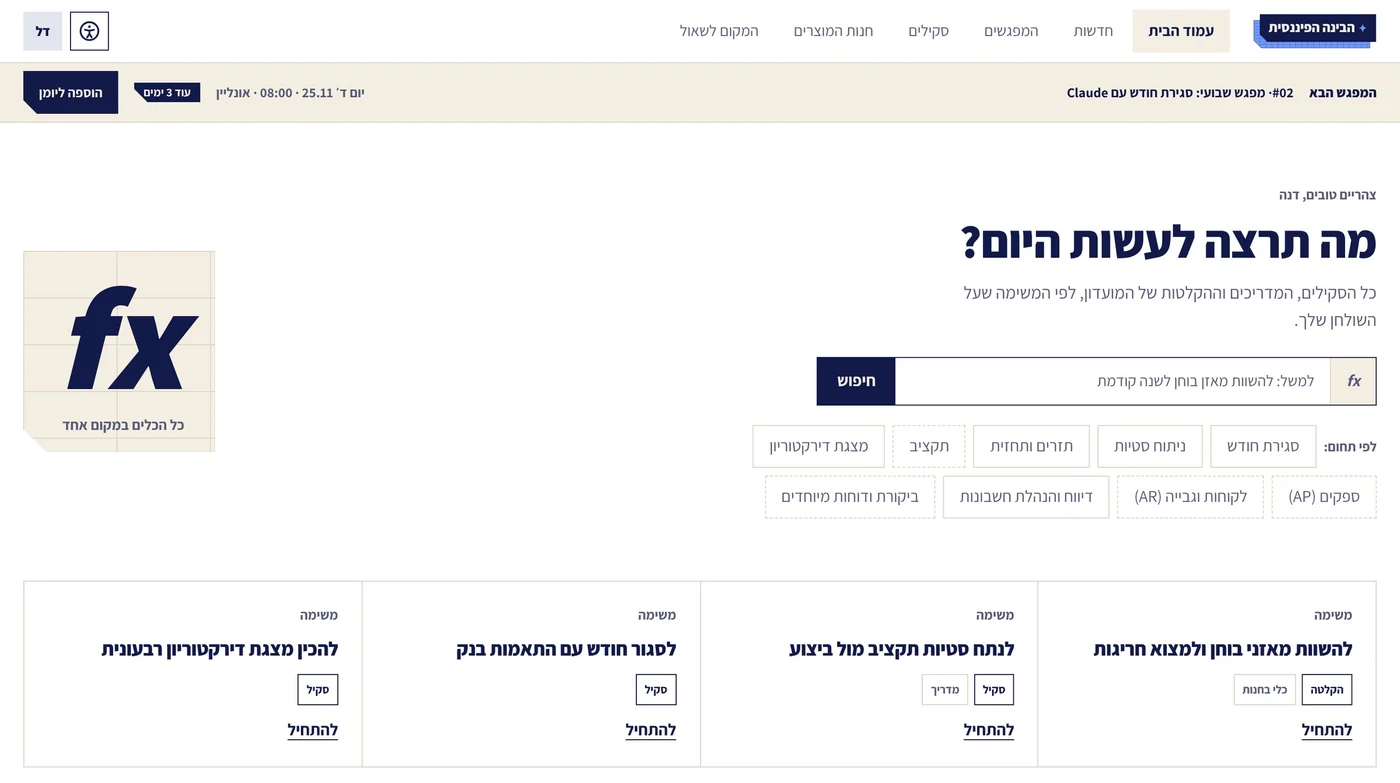 הבינה הפיננסית
עמוד הבית
חדשות
המפגשים
סקילים
חנות המוצרים
המקום לשאול
דל
המפגש הבא
#02· מפגש שבועי: סגירת חודש עם Claude
יום ד׳ 25.11 · 08:00 · אונליין
עוד 3 ימים
הוספה ליומן
צהריים טובים, דנה
מה תרצה לעשות היום?
כל הסקילים, המדריכים וההקלטות של המועדון, לפי המשימה שעל
השולחן שלך.
fx
למשל: להשוות מאזן בוחן לשנה קודמת
חיפוש
fx
כל הכלים במקום אחד
לפי תחום:
סגירת חודש
ניתוח סטיות
תזרים ותחזית
תקציב
מצגת דירקטוריון
ספקים (AP)
לקוחות וגבייה (AR)
דיווח והנהלת חשבונות
ביקורת ודוחות מיוחדים
משימה
להשוות מאזני בוחן ולמצוא חריגות
הקלטה
כלי בחנות
להתחיל
משימה
לנתח סטיות תקציב מול ביצוע
סקיל
מדריך
להתחיל
משימה
לסגור חודש עם התאמות בנק
סקיל
להתחיל
משימה
להכין מצגת דירקטוריון רבעונית
סקיל
להתחיל